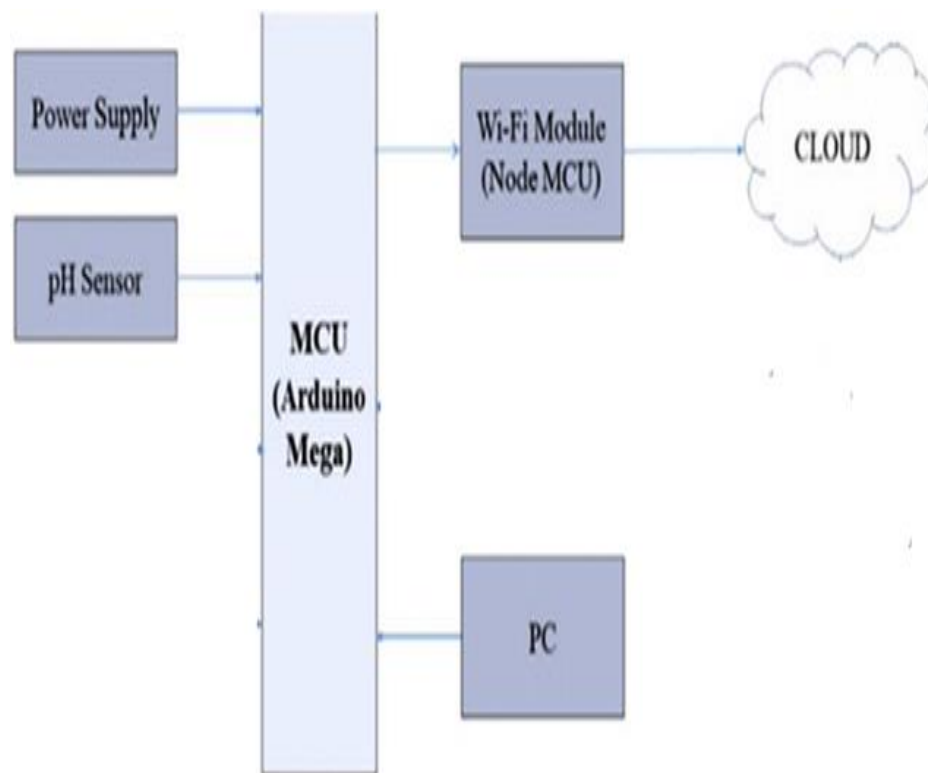 Power Supply
pH Sensor
MCU
(Arduino
Mega)
Wi-Fi Module
(Node MCU)
CLOUD
PC